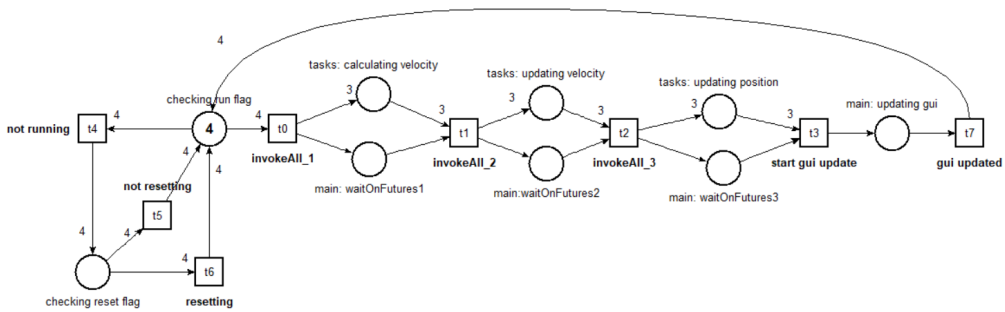 4
tasks: calculating velocity
tasks: updating velocity
tasks: updating position
checking run flag
3
3
3
3
3
3
main: updating gui
not running
t4
4
4
4
t0
t1
t2
t3
t7
invokeAll_1
invokeAll_2
invokeAll_3
start gui update
gui updated
4
4
not resetting
main: waitOnFutures1
main:waitOnFutures2
main: waitOnFutures3
t5
4
4
4
t6
checking reset flag
resetting